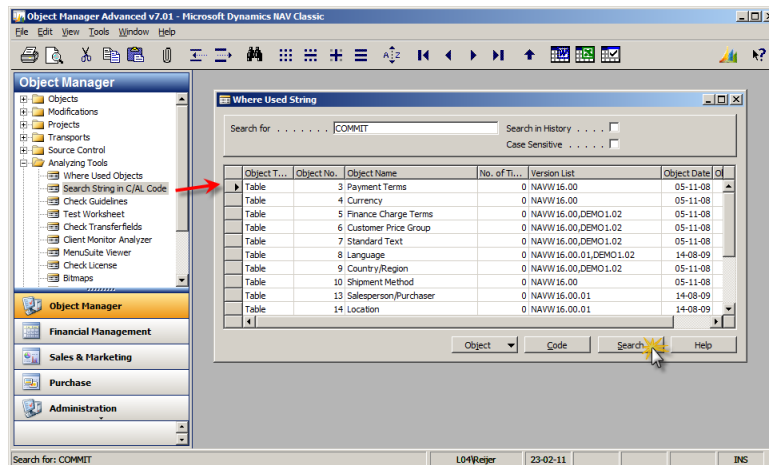 Object Manager Advanced v7.01 - Microsoft Dynamics NAV Classic
File Edit View Tools Window Help
Object Manager
Objects
Modifications
Projects
Transports
Source Control
Analyzing Tools
Where Used Objects
Search String in C/AL Code
Check Guidelines
Test Worksheet
Check Transferfields
Client Monitor Analyzer
MenuSuite Viewer
Check License
Bitmaps
Object Manager
Financial Management
Sales & Marketing
Purchase
Administration
Where Used String
Search for . . . . . . . COMMIT Search in History . . . .
Case Sensitive . . . . .
Object T... Object No. Object Name No. of Ti... Version List Object Date Ol
Table 3 Payment Terms 0 NAVW16.00 05-11-08
Table 4 Currency 0 NAVW16.00 05-11-08
Table 5 Finance Charge Terms 0 NAVW16.00,DEMO1.02 05-11-08
Table 6 Customer Price Group 0 NAVW16.00,DEMO1.02 05-11-08
Table 7 Standard Text 0 NAVW16.00,DEMO1.02 05-11-08
Table 8 Language 0 NAVW16.00.01,DEMO1.02 14-08-09
Table 9 Country/Region 0 NAVW16.00,DEMO1.02 05-11-08
Table 10 Shipment Method 0 NAVW16.00 05-11-08
Table 13 Salesperson/Purchaser 0 NAVW16.00.01 14-08-09
Table 14 Location 0 NAVW16.00.01 14-08-09
Object Code Search Help
Search for: COMMIT L04\Reijer 23-02-11 INS